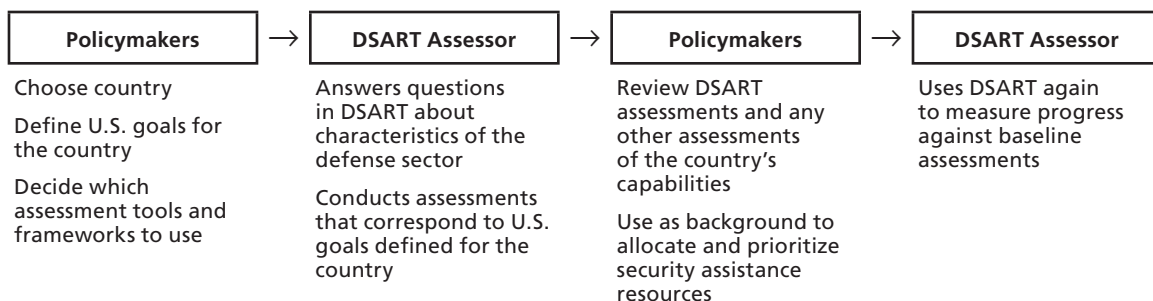 Policymakers → DSART Assessor → Policymakers → DSART Assessor
Choose country
Define U.S. goals for
the country
Decide which
assessment tools and
frameworks to use
Answers questions
in DSART about
characteristics of the
defense sector
Conducts assessments
that correspond to U.S.
goals defined for the
country
Review DSART
assessments and any
other assessments
of the country’s
capabilities
Use as background to
allocate and prioritize
security assistance
resources
Uses DSART again
to measure progress
against baseline
assessments